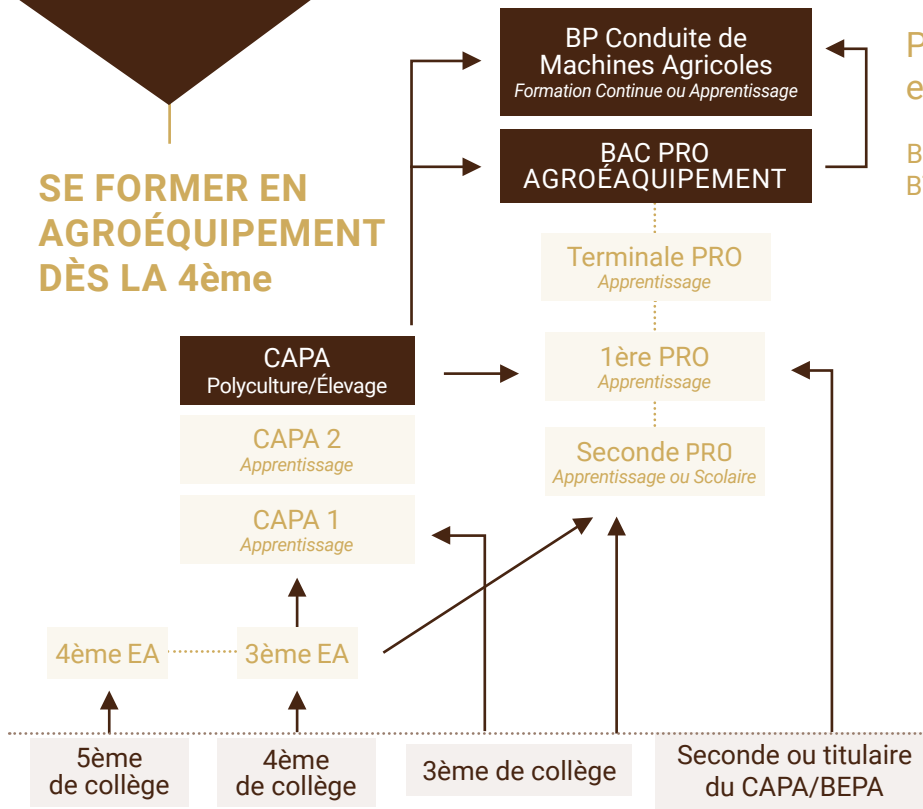 BP Conduite de
Machines Agricoles
Formation Continue ou Apprentissage
BAC PRO
AGROÉAQUIPEMENT
SE FORMER EN
AGROÉQUIPEMENT
DÈS LA 4ème
Terminale PRO
Apprentissage
CAPA
Polyculture/Élevage
1ère PRO
Apprentissage
CAPA 2
Apprentissage
Seconde PRO
Apprentissage ou Scolaire
CAPA 1
Apprentissage
4ème EA
3ème EA
5ème
de collège
4ème
de collège
3ème de collège
Seconde ou titulaire
du CAPA/BEPA